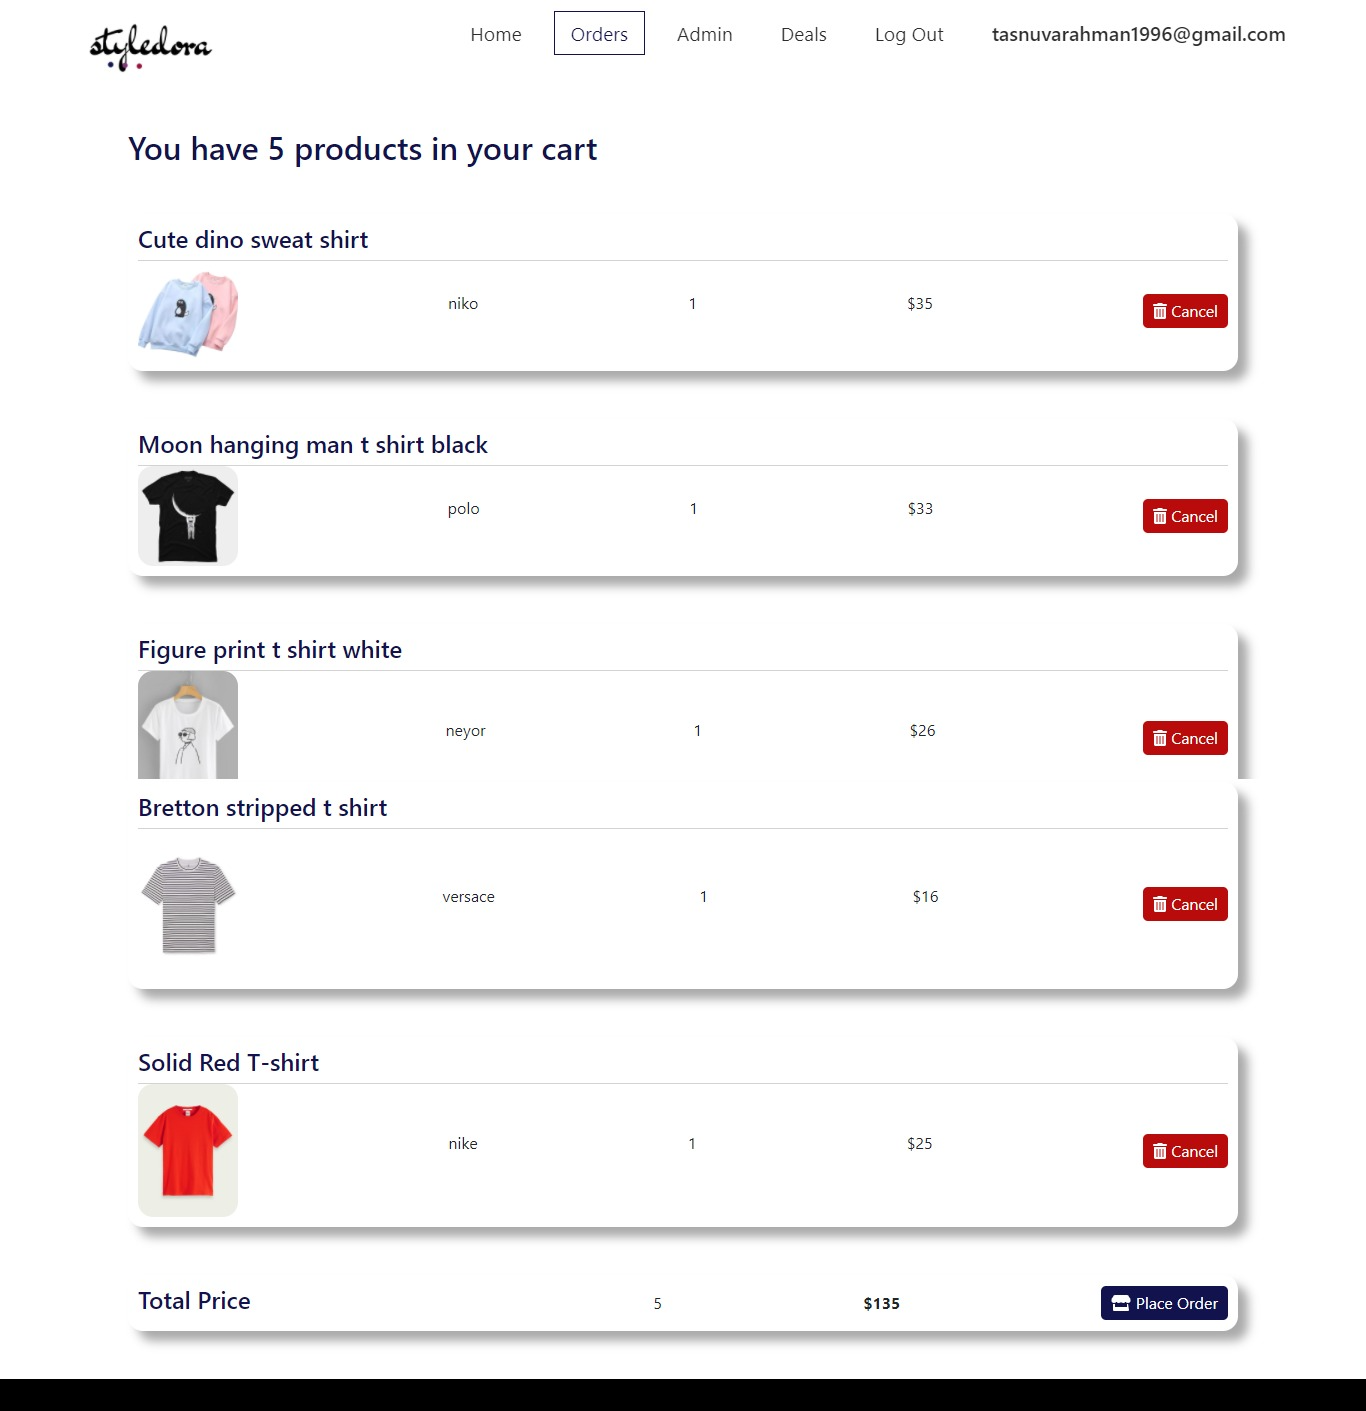 styledora
Home Orders Admin Deals Log Out tasnuvarahman1996@gmail.com
You have 5 products in your cart
Cute dino sweat shirt
niko 1 $35 Cancel
Moon hanging man t shirt black
polo 1 $33 Cancel
Figure print t shirt white
neyor 1 $26 Cancel
Bretton stripped t shirt
versace 1 $16 Cancel
Solid Red T-shirt
nike 1 $25 Cancel
Total Price 5 $135 Place Order